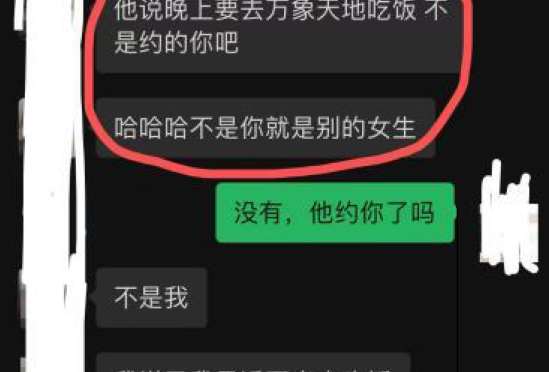 他说晚上要去万象天地吃饭 不
是约的你吧
哈哈哈不是你就是别的女生
没有，他约你了吗
不是我